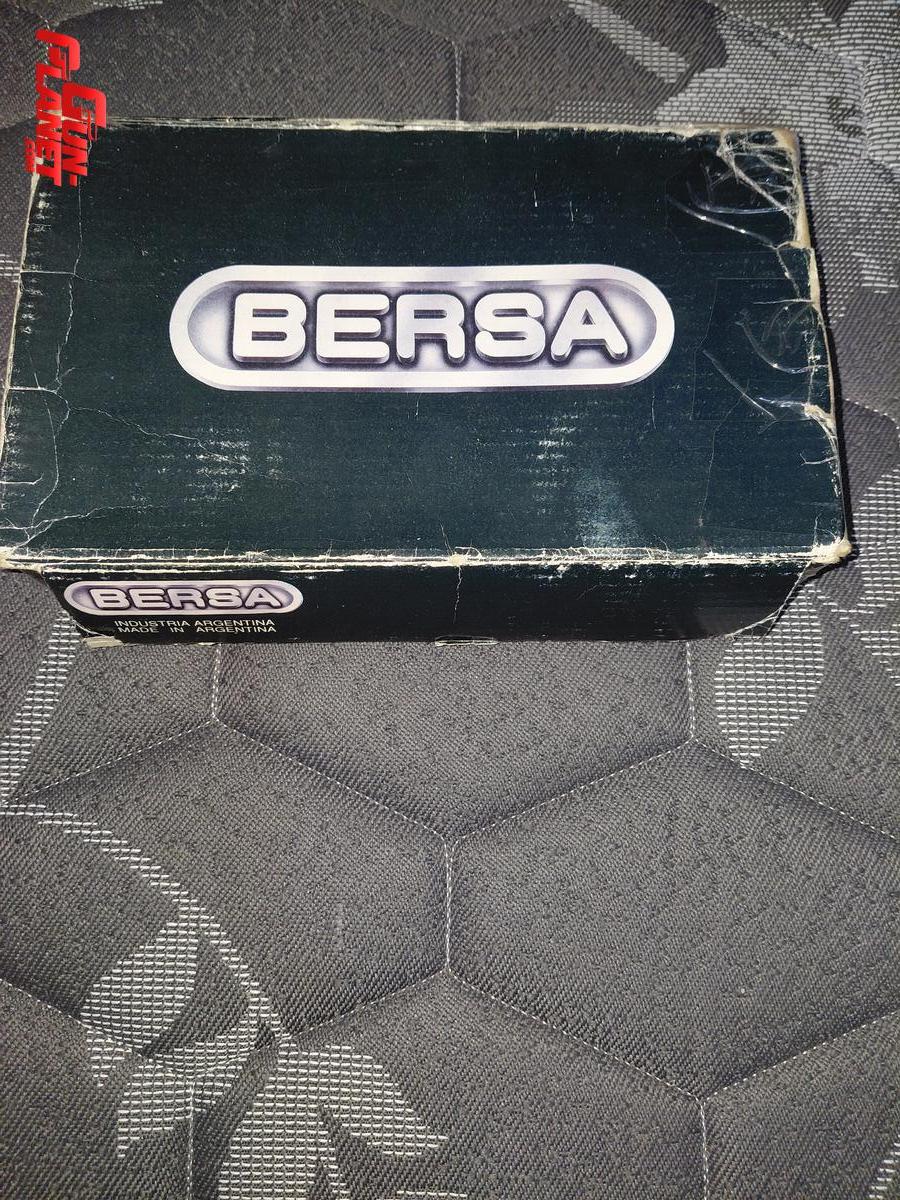 GUN
PLANET
BERSA
BERSA
INDUSTRIA ARGENTINA
MADE IN ARGENTINA